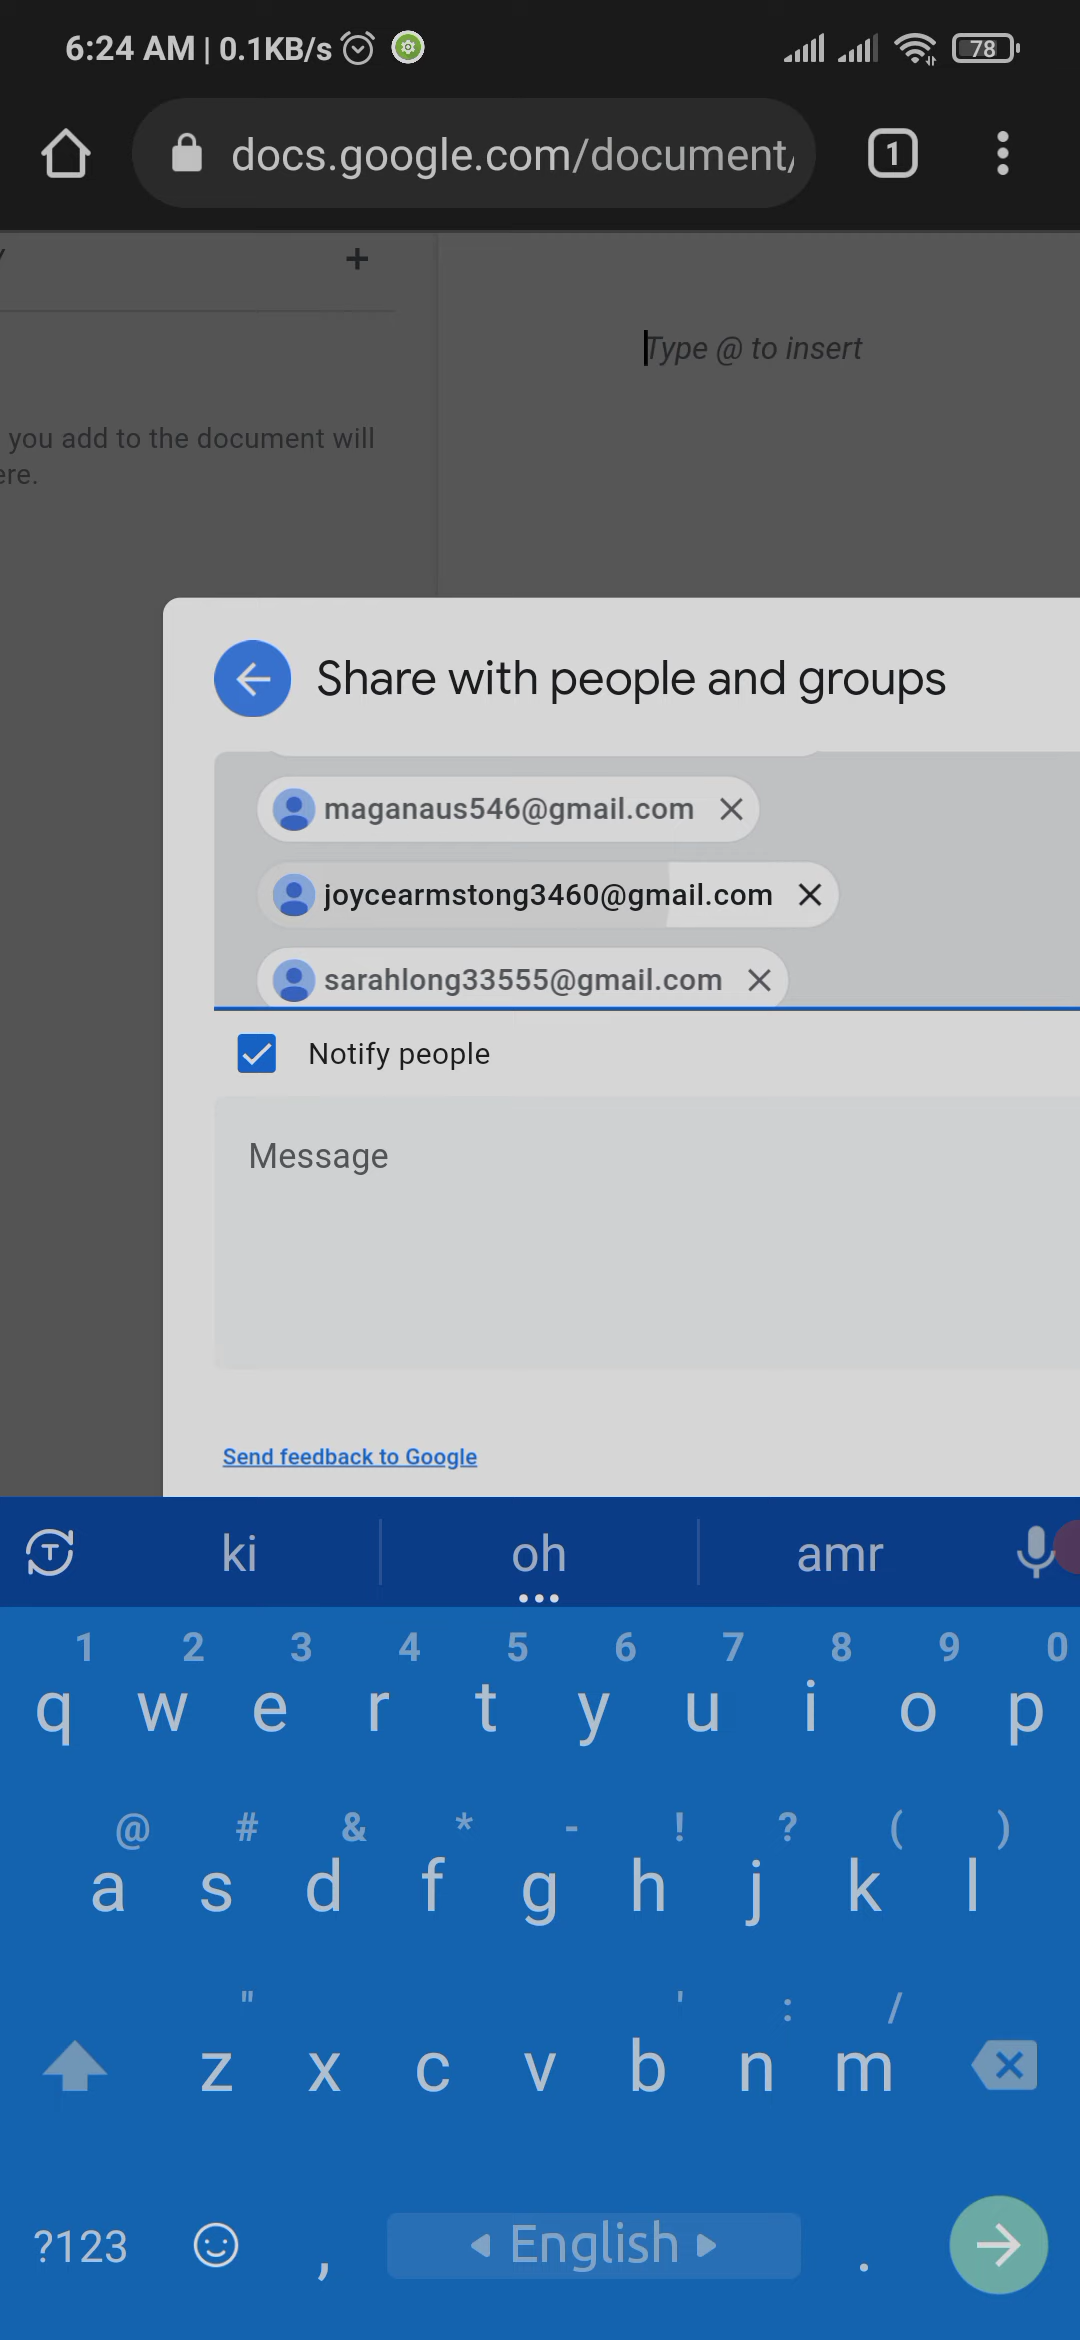 6:24 AM | 0.1KB/s 78
docs.google.com/document/ 1
+
Type @ to insert
you add to the document will
ere.
Share with people and groups
maganaus546@gmail.com
joycearmstong3460@gmail.com
sarahlong33555@gmail.com
Notify people
Message
Send feedback to Google
ki oh amr
1 2 3 4 5 6 7 8 9 0
q w e r t y u i o p
@ # & * - ! ? ( )
a s d f g h j k l
" ' : /
z x c v b n m
?123 , English .